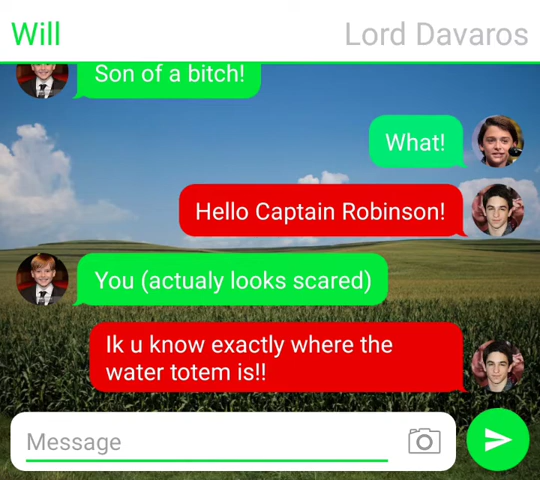 Will
Lord Davaros
Son of a bitch!
What!
Hello Captain Robinson!
You (actualy looks scared)
Ik u know exactly where the
water totem is!!
Message